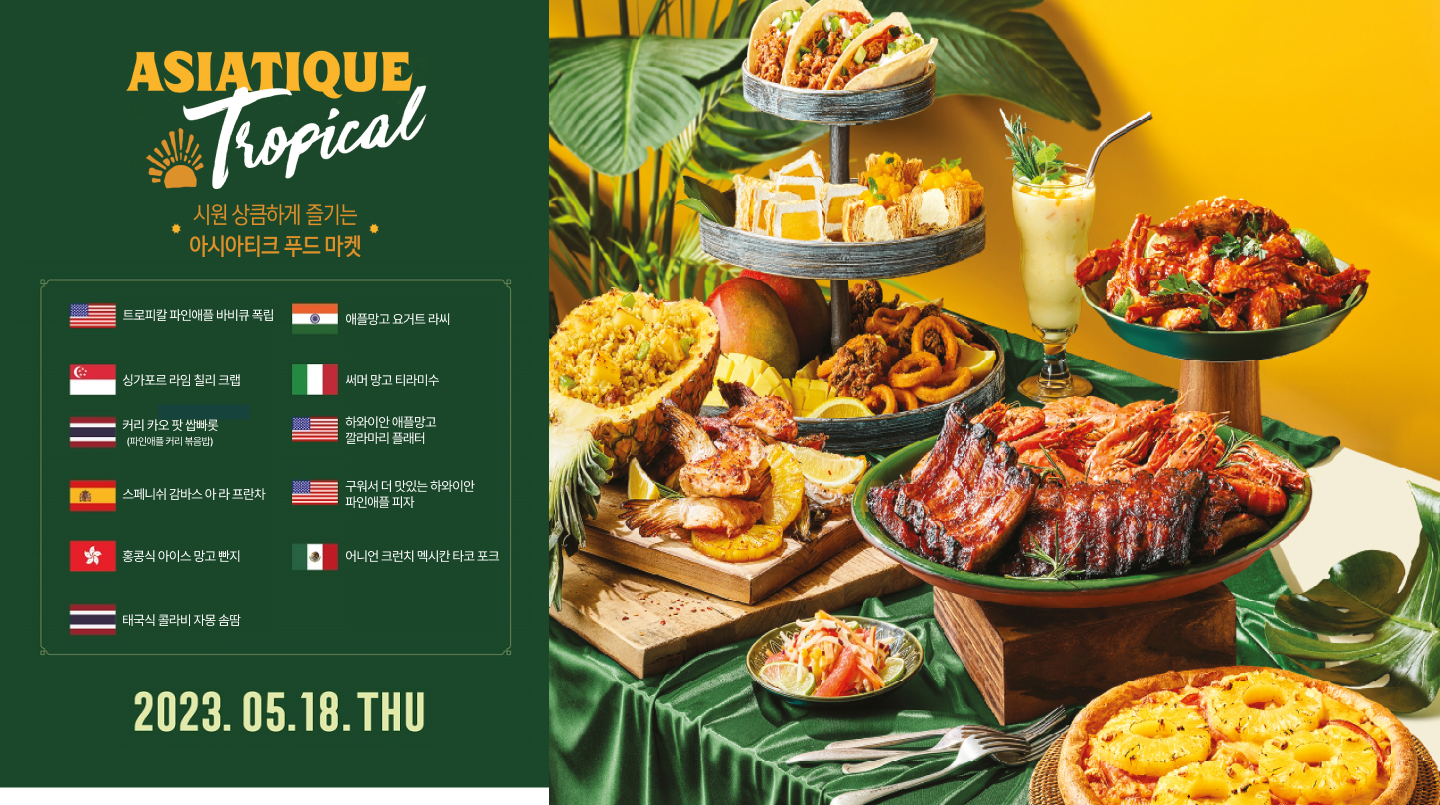 ASIATIQUE
Tropical
시원 상큼하게 즐기는
아시아티크 푸드 마켓
트로피칼 파인애플 바비큐 폭립
싱가포르 라임 칠리 크랩
커리 카오 팟 쌉빠롯
(파인애플 커리 볶음밥)
스페니쉬 감바스 아 라 프란차
홍콩식 아이스 망고 빤지
태국식 콜라비 자몽 솜땀
애플망고 요거트 라씨
써머 망고 티라미수
하와이안 애플망고
깔라마리 플래터
구워서 더 맛있는 하와이안
파인애플 피자
어니언 크런치 멕시칸 타코 포크
2023. 05.18. THU